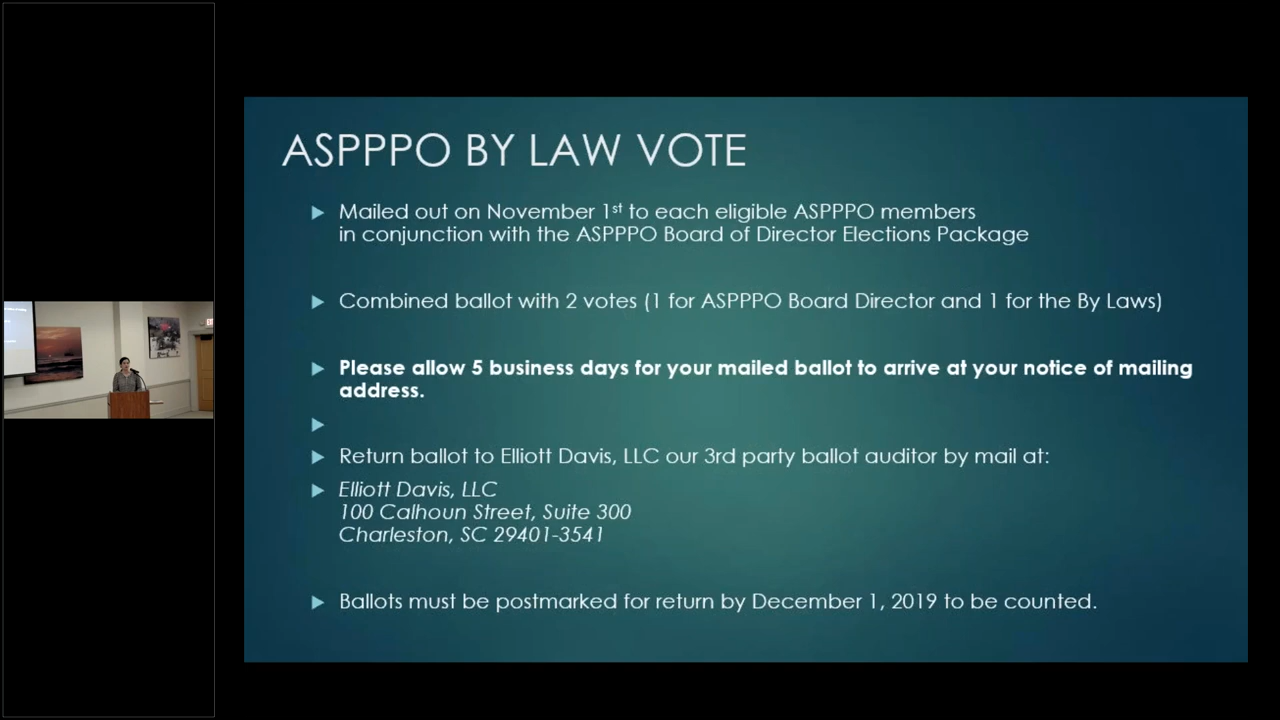 ASPPPO BY LAW VOTE
Mailed out on November 1st to each eligible ASPPPO members
in conjunction with the ASPPPO Board of Director Elections Package
Combined ballot with 2 votes (1 for ASPPPO Board Director and 1 for the By Laws)
Please allow 5 business days for your mailed ballot to arrive at your notice of mailing
address.
Return ballot to Elliott Davis, LLC our 3rd party ballot auditor by mail at:
Elliott Davis, LLC
100 Calhoun Street, Suite 300
Charleston, SC 29401-3541
Ballots must be postmarked for return by December 1, 2019 to be counted.